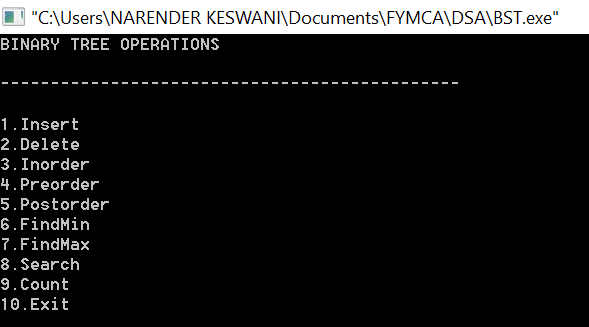 "C:\Users\NARENDER KESWANI\Documents\FYMCA\DSA\BST.exe"
BINARY TREE OPERATIONS
----------------------------------------------
1.Insert
2.Delete
3.Inorder
4.Preorder
5.Postorder
6.FindMin
7.FindMax
8.Search
9.Count
10.Exit